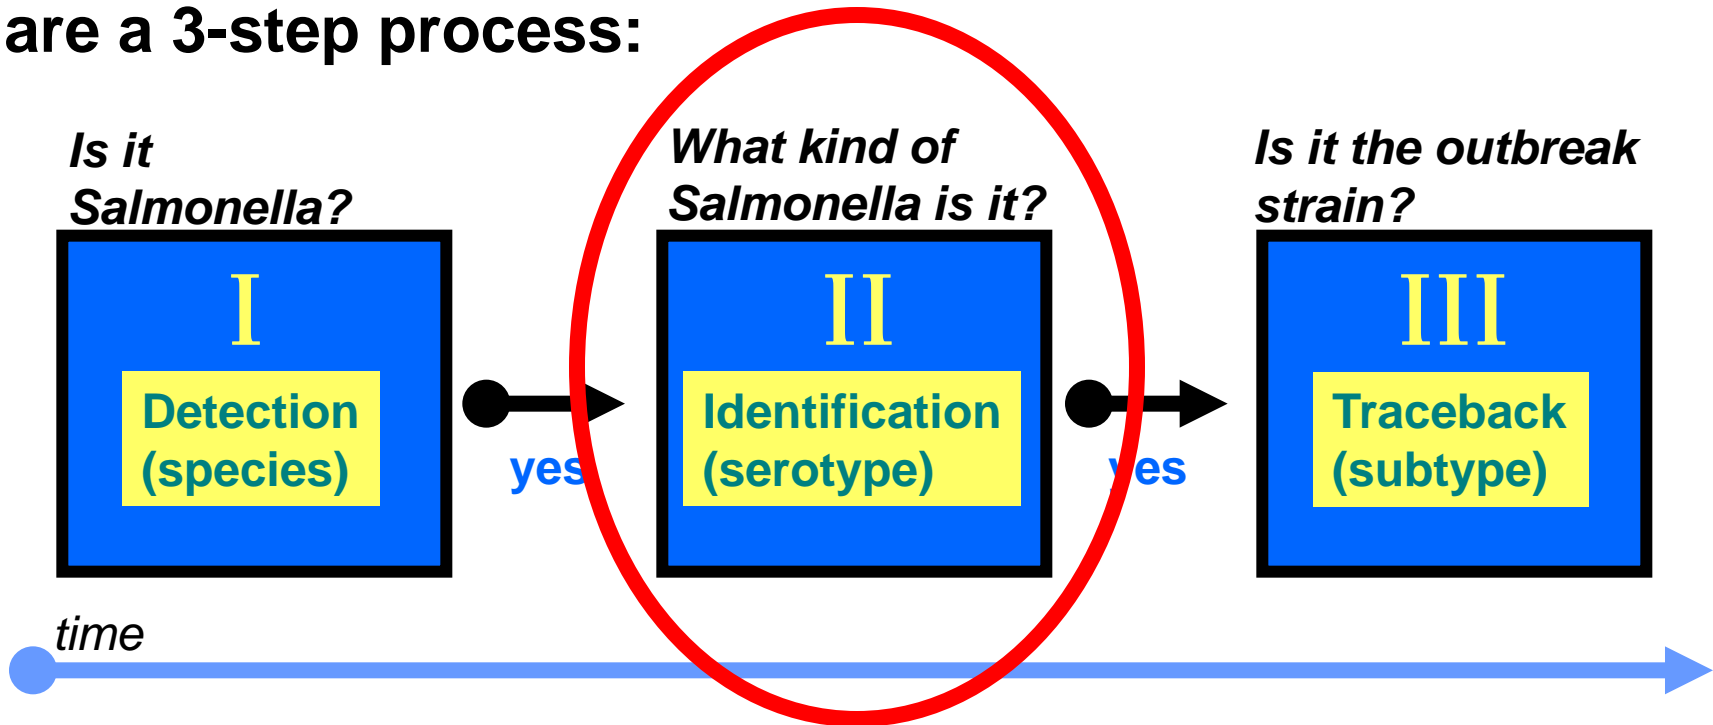 are a 3-step process:
Is it
Salmonella?
I
Detection
(species)
yes
What kind of
Salmonella is it?
II
Identification
(serotype)
yes
Is it the outbreak
strain?
III
Traceback
(subtype)
time